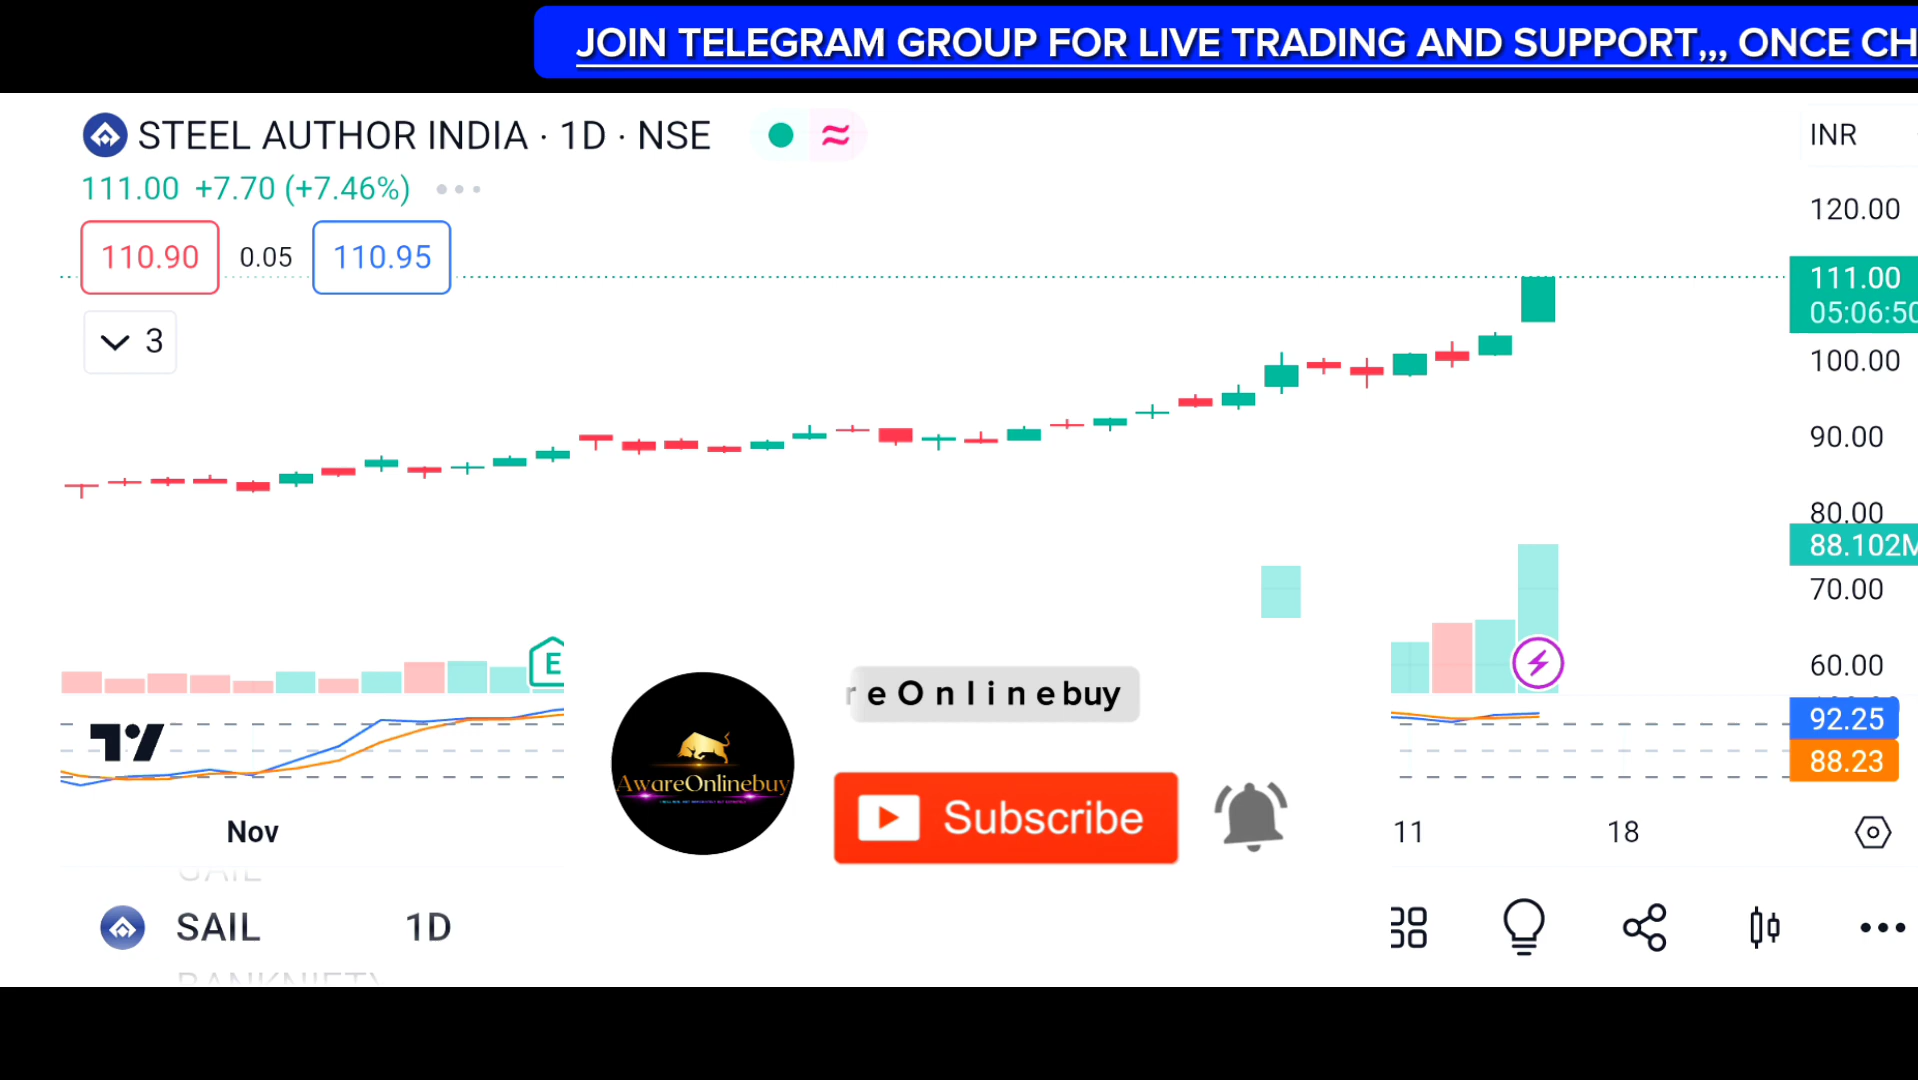 JOIN TELEGRAM GROUP FOR LIVE TRADING AND SUPPORT,,, ONCE CH
STEEL AUTHOR INDIA · 1D · NSE
INR
111.00 +7.70 (+7.46%)
110.90 0.05 110.95
3
120.00
111.00
05:06:50
100.00
90.00
80.00
88.102M
70.00
60.00
92.25
88.23
E
reOnlinebuy
AwareOnlinebuy
Subscribe
Nov
11
18
SAIL
SAIL 1D
BANKNIFTY